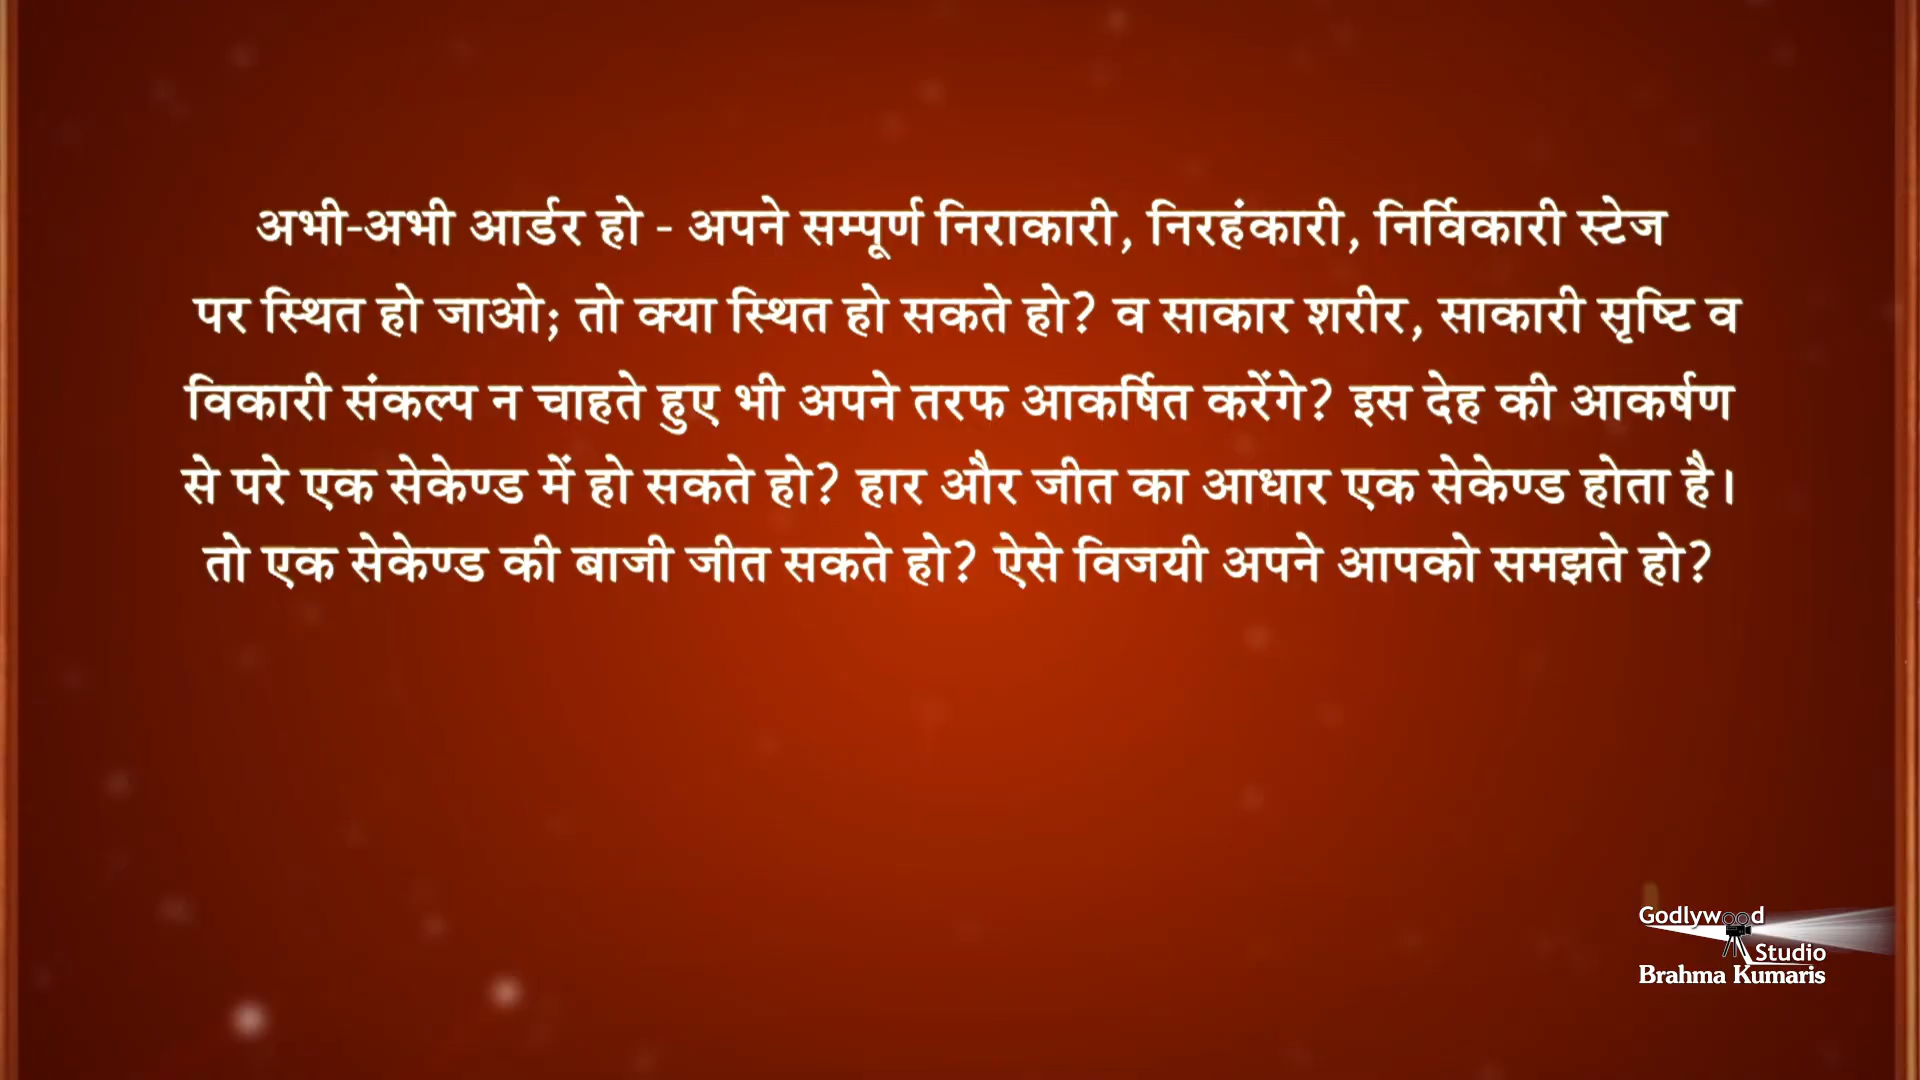 अभी-अभी आर्डर हो - अपने सम्पूर्ण निराकारी, निरहंकारी, निर्विकारी स्टेज
पर स्थित हो जाओ; तो क्या स्थित हो सकते हो? व साकार शरीर, साकारी सृष्टि व
विकारी संकल्प न चाहते हुए भी अपने तरफ आकर्षित करेंगे? इस देह की आकर्षण
से परे एक सेकेण्ड में हो सकते हो? हार और जीत का आधार एक सेकेण्ड होता है।
तो एक सेकेण्ड की बाजी जीत सकते हो? ऐसे विजयी अपने आपको समझते हो?
Godlywood
Studio
Brahma Kumaris